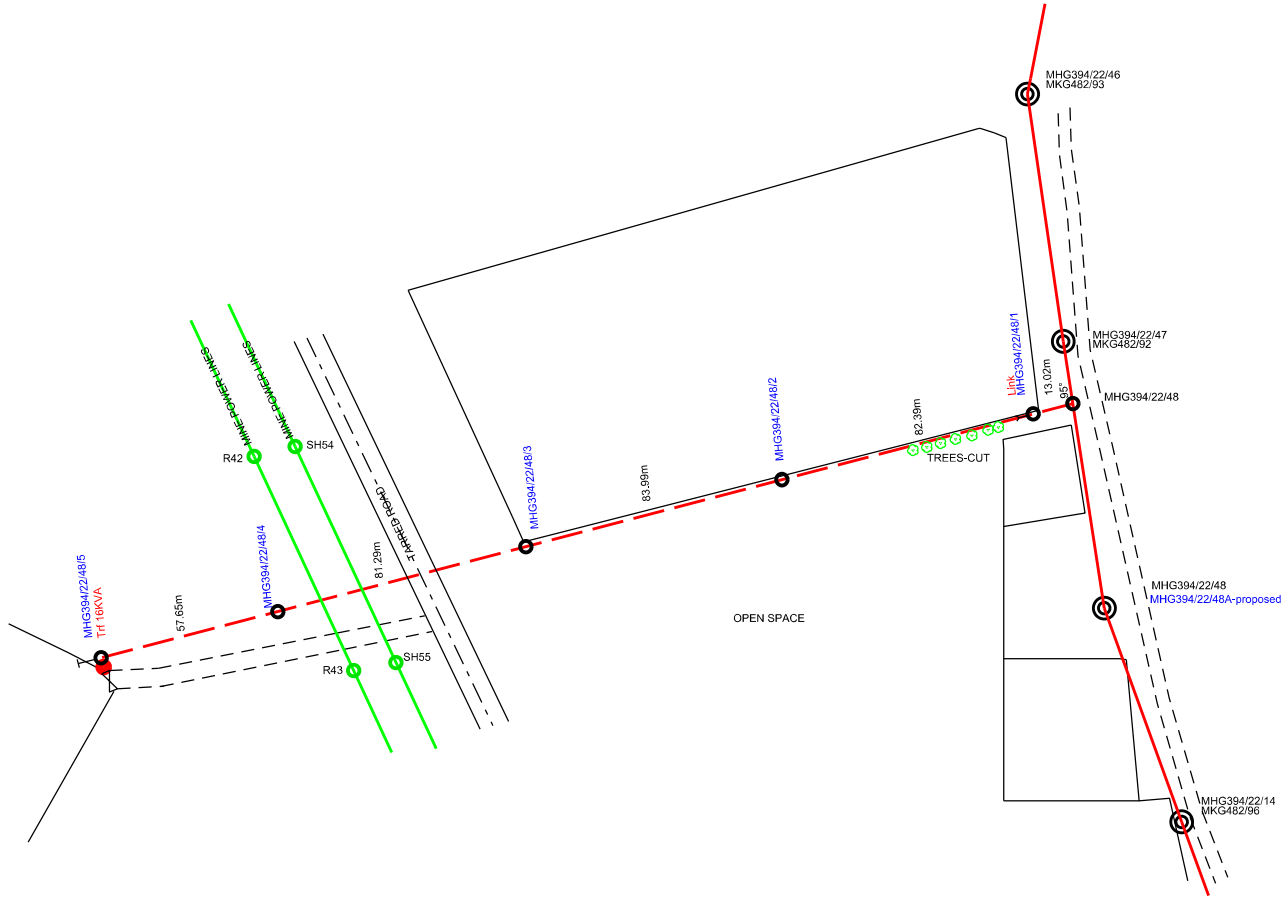 MHG394/22/46
MKG482/93
MHG394/22/47
MKG482/92
MHG394/22/48
95°
13.02m
Link
MHG394/22/48/1
82.39m
TREES-CUT
MHG394/22/48/2
83.99m
MHG394/22/48/3
MINE POWER LINES
MINE POWER LINES
SH54
R42
TARRED ROAD
81.29m
MHG394/22/48/4
57.65m
MHG394/22/48/5
Trf 16KVA
R43
SH55
OPEN SPACE
MHG394/22/48
MHG394/22/48A-proposed
MHG394/22/14
MKG482/96